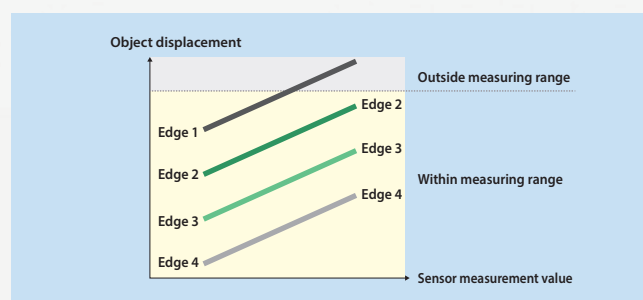 Object displacement
Outside measuring range
Edge 2
Edge 1
Edge 3
Edge 2
Within measuring range
Edge 4
Edge 3
Edge 4
Sensor measurement value